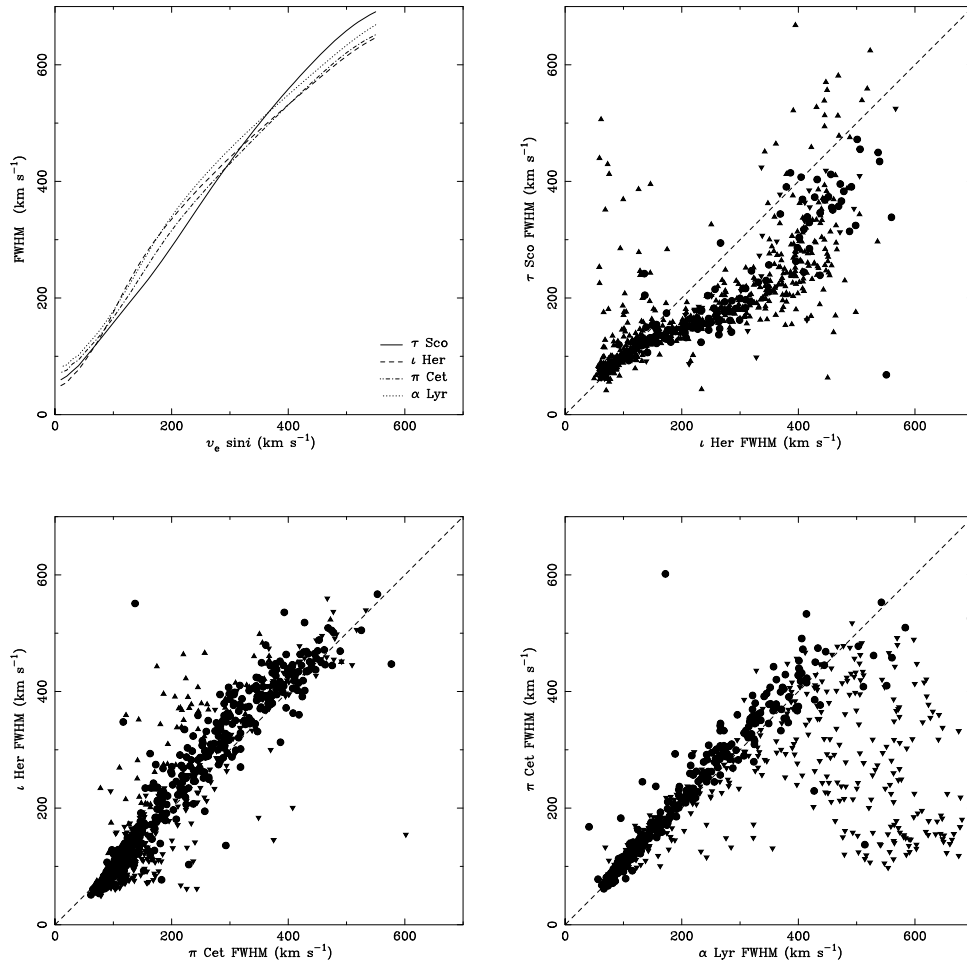 FWHM (km s⁻¹)
600
400
200
0
τ Sco
ι Her
π Cet
α Lyr
0 200 400 600
υₑ sini (km s⁻¹)
τ Sco FWHM (km s⁻¹)
600
400
200
0
0 200 400 600
ι Her FWHM (km s⁻¹)
ι Her FWHM (km s⁻¹)
600
400
200
0
0 200 400 600
π Cet FWHM (km s⁻¹)
π Cet FWHM (km s⁻¹)
600
400
200
0
0 200 400 600
α Lyr FWHM (km s⁻¹)